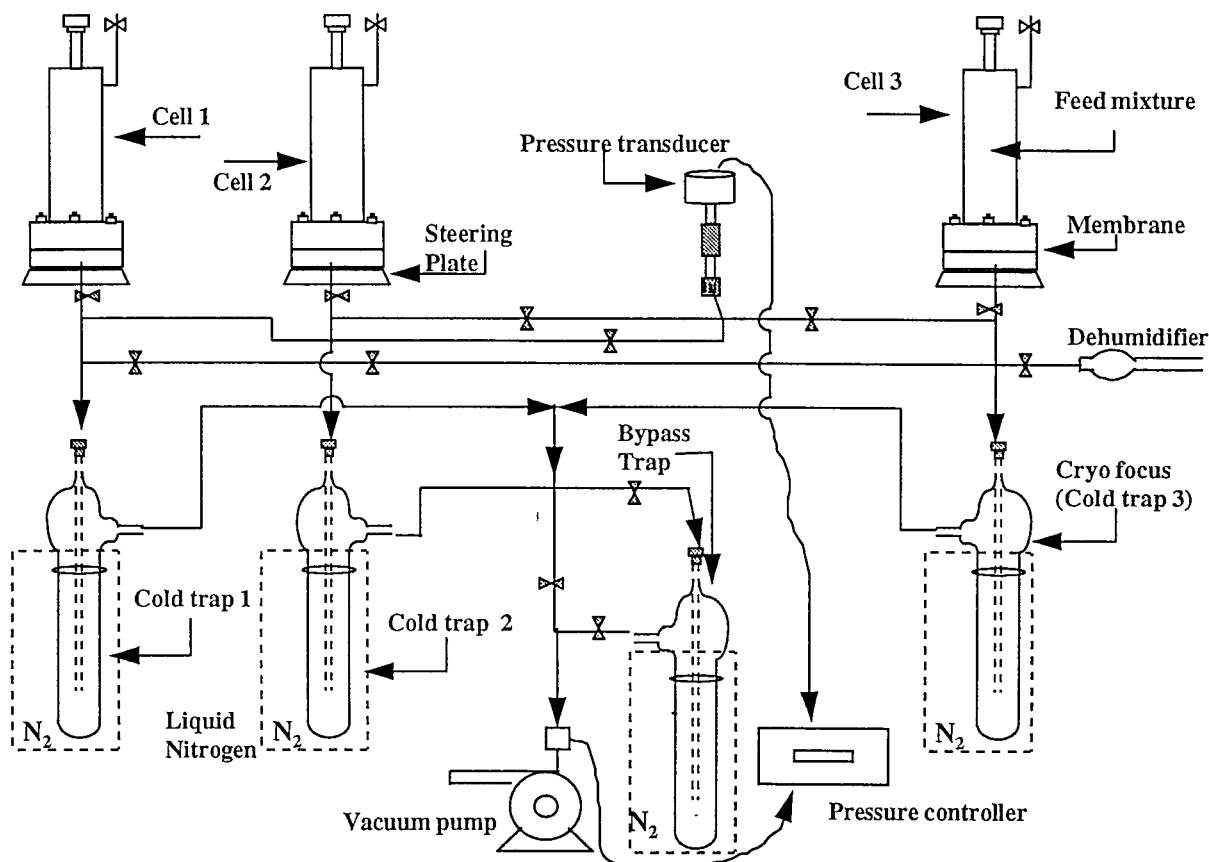 Cell 1
Cell 2
Steering
Plate
Pressure transducer
Cell 3
Feed mixture
Membrane
Dehumidifier
Bypass
Trap
Cryo focus
(Cold trap 3)
Cold trap 1
Cold trap 2
N₂
Liquid
Nitrogen
N₂
N₂
N₂
Vacuum pump
Pressure controller